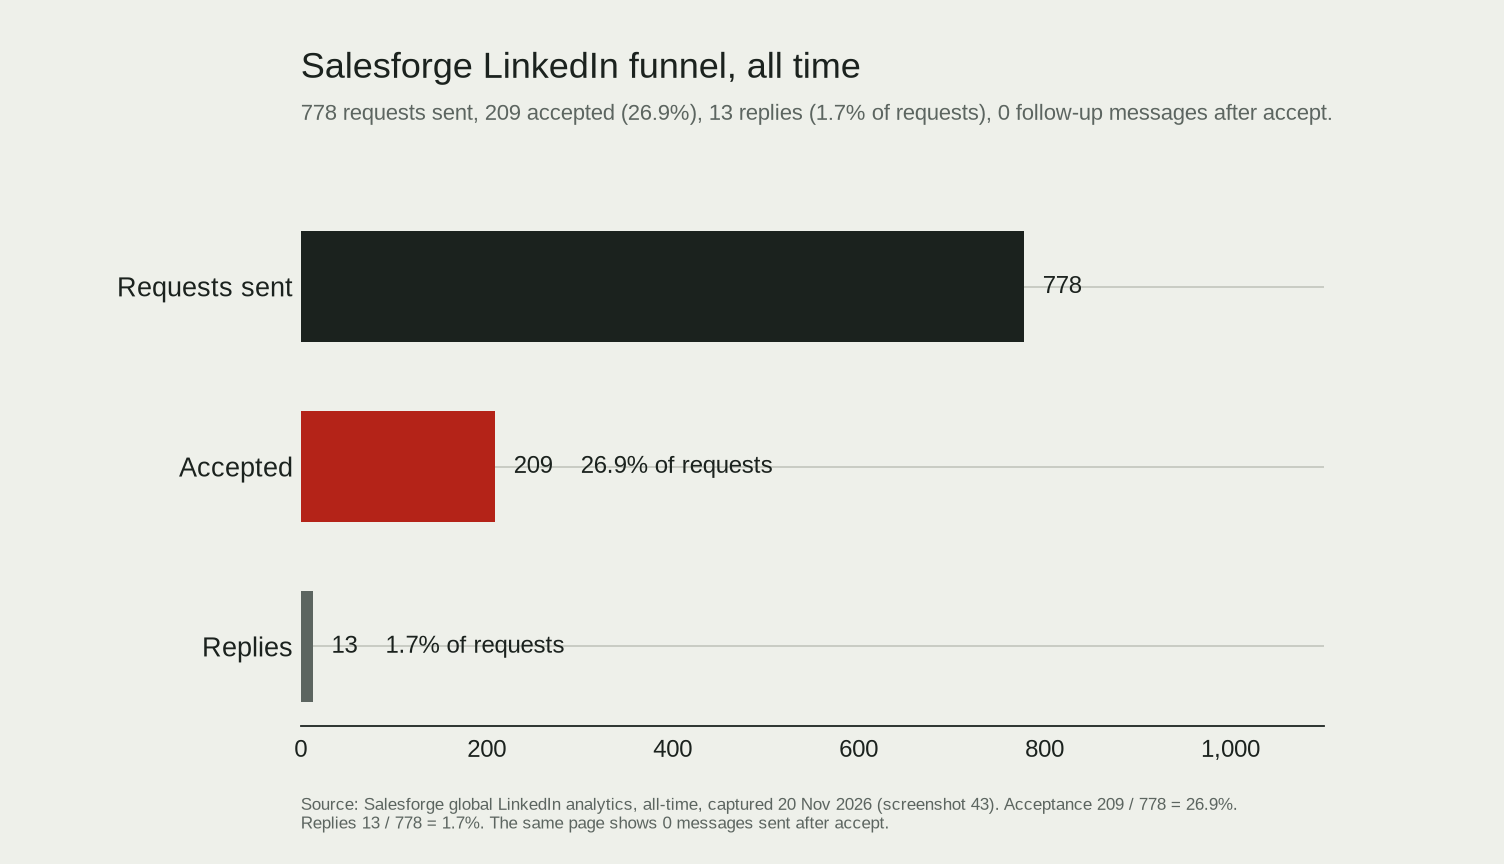 Salesforge LinkedIn funnel, all time
778 requests sent, 209 accepted (26.9%), 13 replies (1.7% of requests), 0 follow-up messages after accept.
Requests sent 778
Accepted 209 26.9% of requests
Replies 13 1.7% of requests
0 200 400 600 800 1,000
Source: Salesforge global LinkedIn analytics, all-time, captured 20 Nov 2026 (screenshot 43). Acceptance 209 / 778 = 26.9%.
Replies 13 / 778 = 1.7%. The same page shows 0 messages sent after accept.